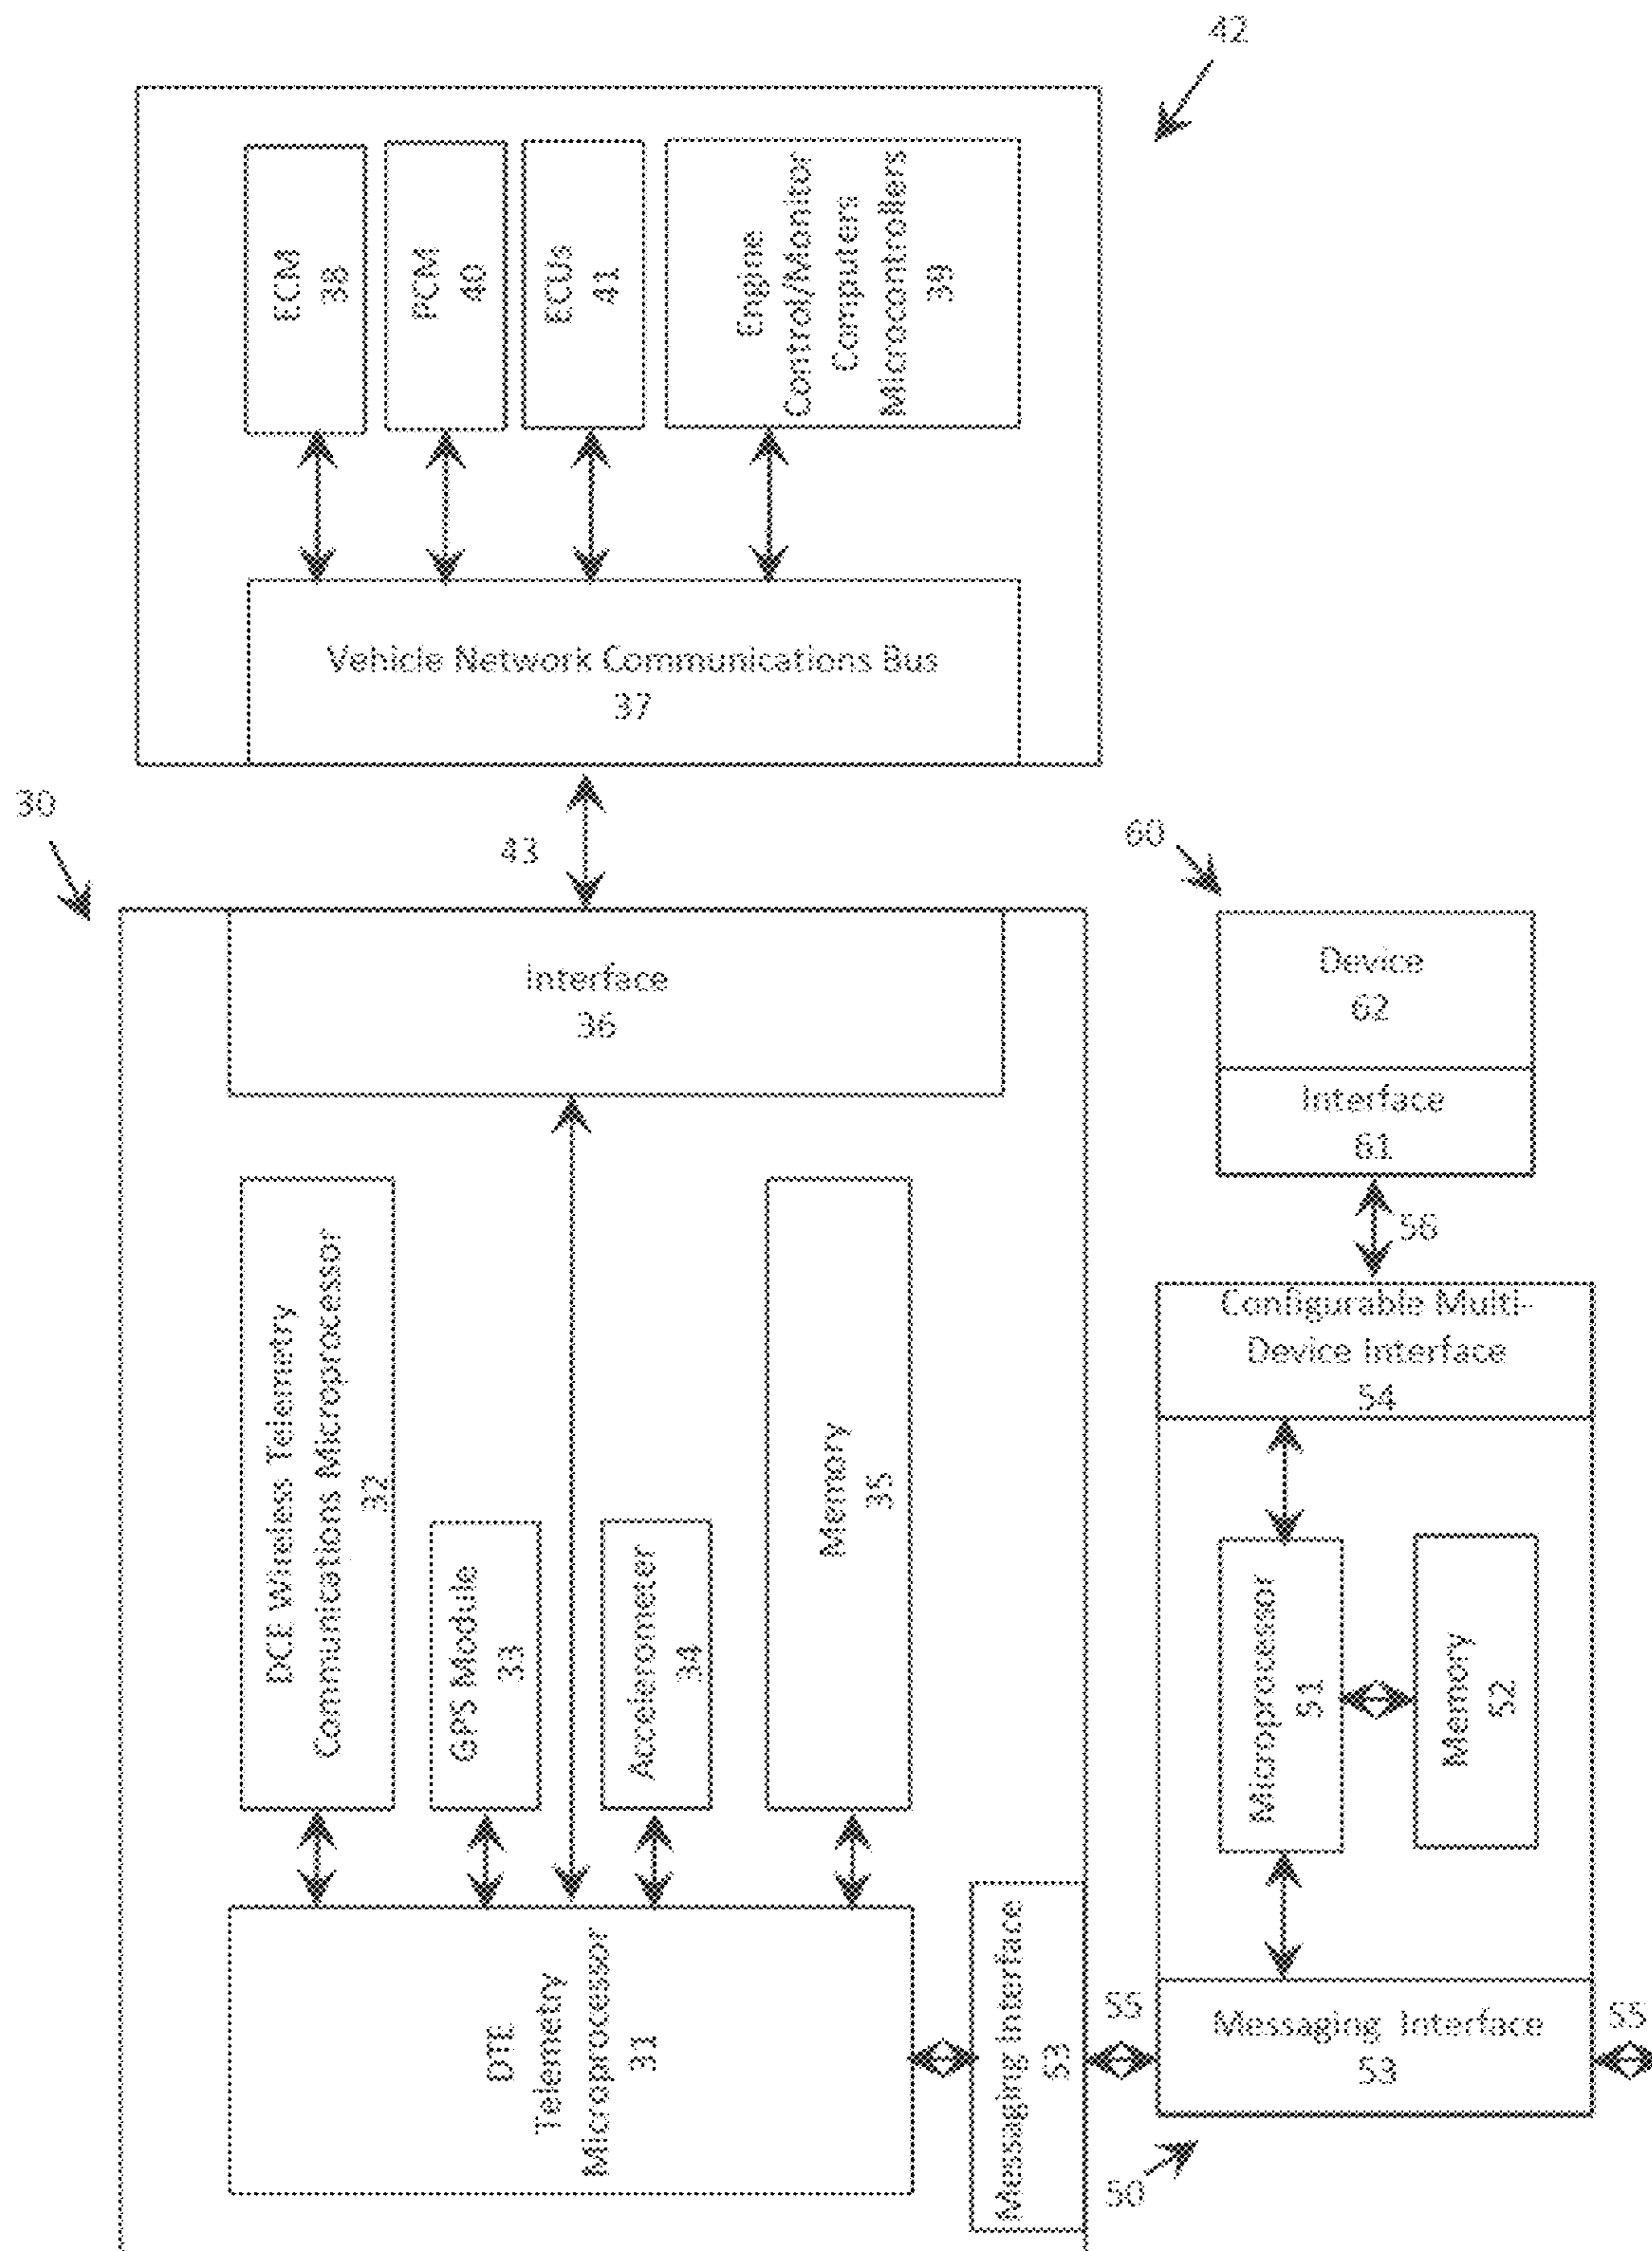 42
ECM
38
PCM
40
ECUs
41
Engine
Control/Monitor
Computers
Microcontrollers
39
Vehicle Network Communications Bus
37
30
43
60
Interface
36
Device
62
Interface
61
56
DCE Wireless Telemetry
Communications Microprocessor
32
GPS Module
33
Accelerometer
34
Memory
35
Configurable Multi-
Device Interface
54
Microprocessor
51
Memory
52
DTE
Telemetry
Microprocessor
31
Messaging Interface
53
55
Messaging Interface
53
55
50